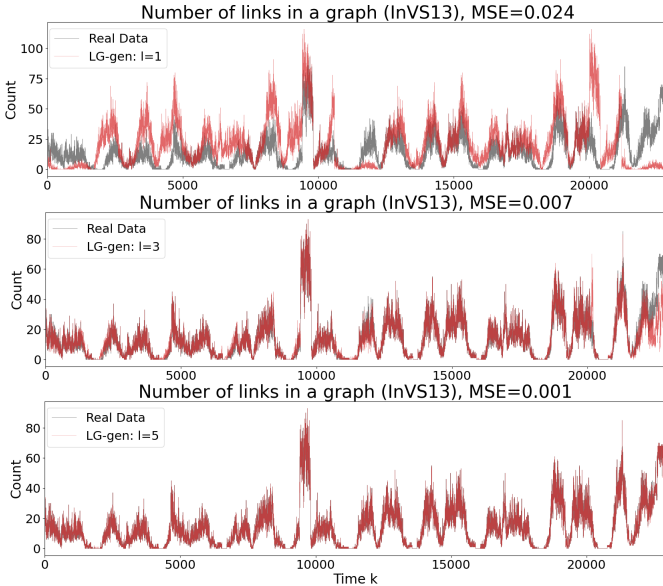 Number of links in a graph (InVS13), MSE=0.024
Real Data
LG-gen: l=1
Count
100
75
50
25
0
0 5000 10000 15000 20000
Number of links in a graph (InVS13), MSE=0.007
Real Data
LG-gen: l=3
Count
80
60
40
20
0
0 5000 10000 15000 20000
Number of links in a graph (InVS13), MSE=0.001
Real Data
LG-gen: l=5
Count
80
60
40
20
0
0 5000 10000 15000 20000
Time k